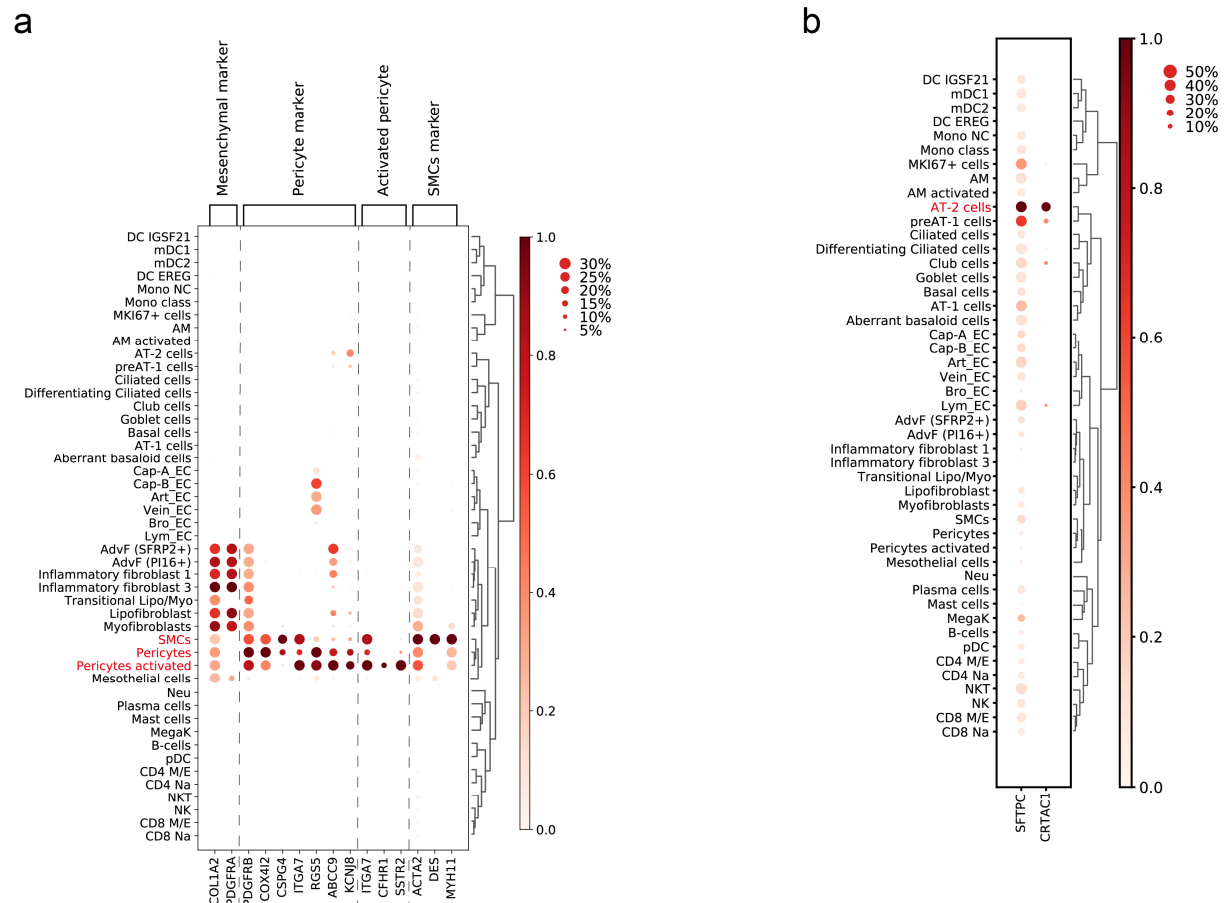 a
b
Mesenchymal marker
Pericyte marker
Activated pericyte
SMCs marker
DC IGSF21
mDC1
mDC2
DC EREG
Mono NC
Mono class
MKI67+ cells
AM
AM activated
AT-2 cells
preAT-1 cells
Ciliated cells
Differentiating Ciliated cells
Club cells
Goblet cells
Basal cells
AT-1 cells
Aberrant basaloid cells
Cap-A_EC
Cap-B_EC
Art_EC
Vein_EC
Bro_EC
Lym_EC
AdvF (SFRP2+)
AdvF (PI16+)
Inflammatory fibroblast 1
Inflammatory fibroblast 3
Transitional Lipo/Myo
Lipofibroblast
Myofibroblasts
SMCs
Pericytes
Pericytes activated
Mesothelial cells
Neu
Plasma cells
Mast cells
MegaK
B-cells
pDC
CD4 M/E
CD4 Na
NKT
NK
CD8 M/E
CD8 Na
COL1A2
PDGFRA
PDGFRB
COX4I2
CSPG4
ITGA7
RGS5
ABCC9
KCNJ8
ITGA7
CFHR1
SSTR2
ACTA2
DES
MYH11
1.0
0.8
0.6
0.4
0.2
0.0
30%
25%
20%
15%
10%
5%
DC IGSF21
mDC1
mDC2
DC EREG
Mono NC
Mono class
MKI67+ cells
AM
AM activated
AT-2 cells
preAT-1 cells
Ciliated cells
Differentiating Ciliated cells
Club cells
Goblet cells
Basal cells
AT-1 cells
Aberrant basaloid cells
Cap-A_EC
Cap-B_EC
Art_EC
Vein_EC
Bro_EC
Lym_EC
AdvF (SFRP2+)
AdvF (PI16+)
Inflammatory fibroblast 1
Inflammatory fibroblast 3
Transitional Lipo/Myo
Lipofibroblast
Myofibroblasts
SMCs
Pericytes
Pericytes activated
Mesothelial cells
Neu
Plasma cells
Mast cells
MegaK
B-cells
pDC
CD4 M/E
CD4 Na
NKT
NK
CD8 M/E
CD8 Na
SFTPC
CRTAC1
1.0
0.8
0.6
0.4
0.2
0.0
50%
40%
30%
20%
10%